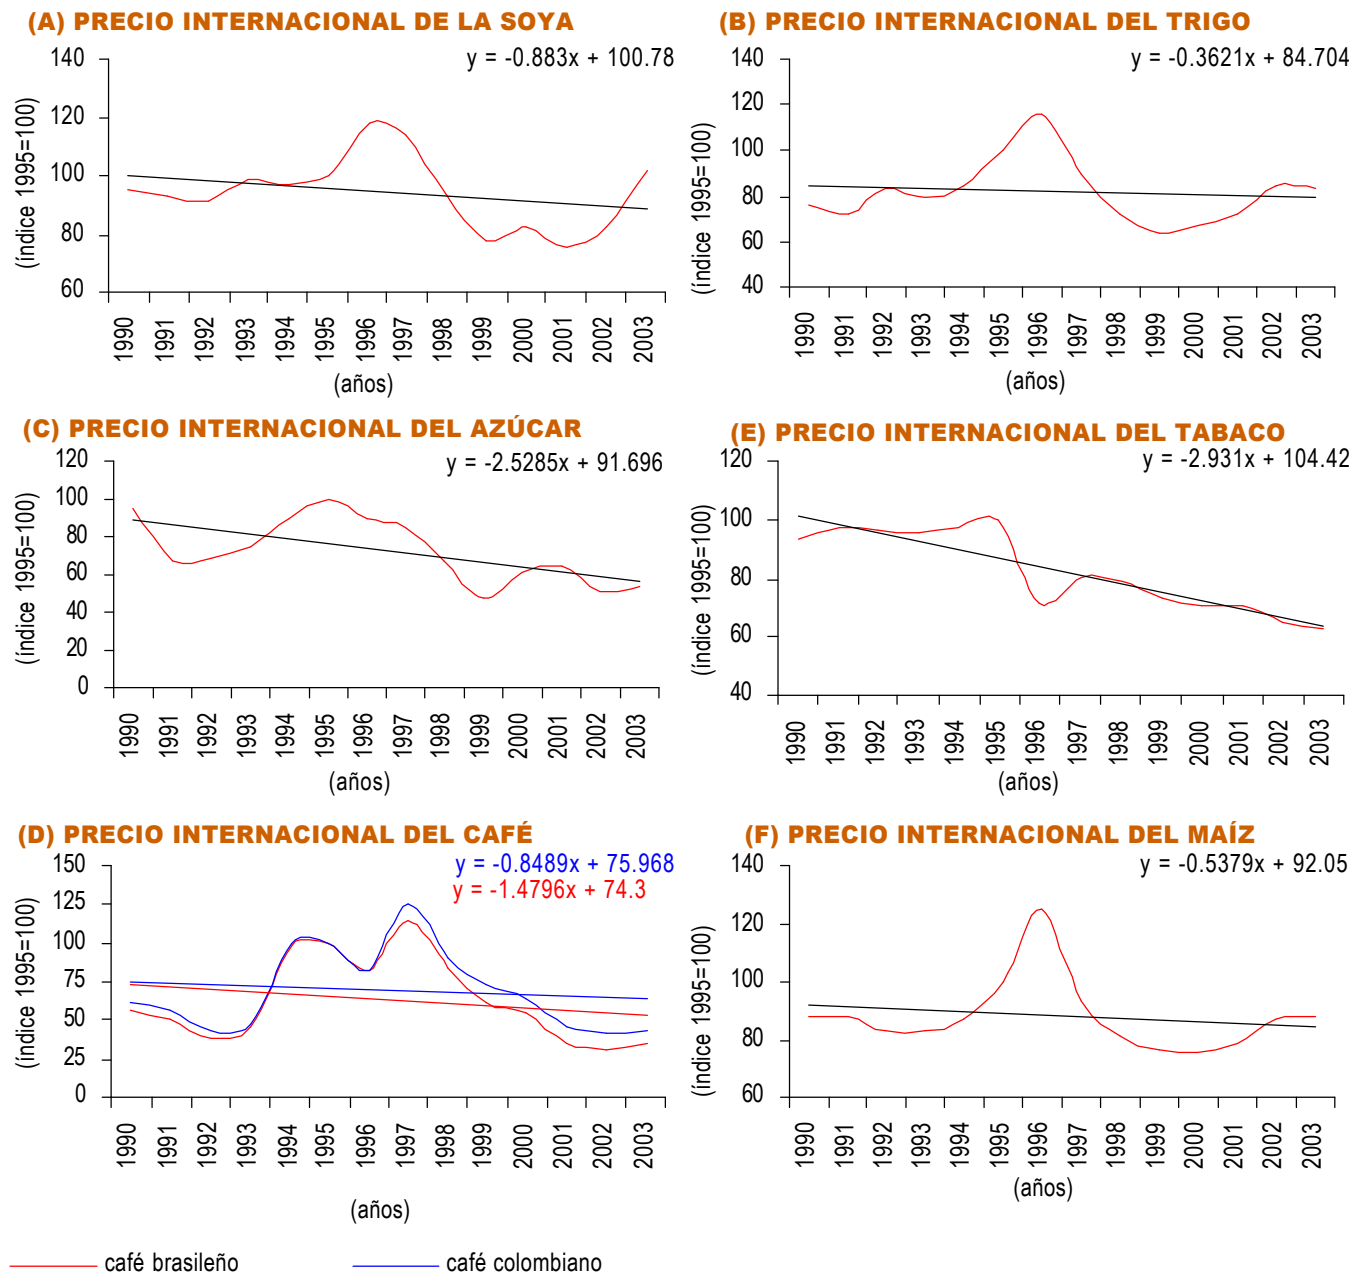 (A) PRECIO INTERNACIONAL DE LA SOYA
y = -0.883x + 100.78
(índice 1995=100)
140
120
100
80
60
1990 1991 1992 1993 1994 1995 1996 1997 1998 1999 2000 2001 2002 2003
(años)
(B) PRECIO INTERNACIONAL DEL TRIGO
y = -0.3621x + 84.704
(índice 1995=100)
140
120
100
80
60
40
1990 1991 1992 1993 1994 1995 1996 1997 1998 1999 2000 2001 2002 2003
(años)
(C) PRECIO INTERNACIONAL DEL AZÚCAR
y = -2.5285x + 91.696
(índice 1995=100)
120
100
80
60
40
20
0
1990 1991 1992 1993 1994 1995 1996 1997 1998 1999 2000 2001 2002 2003
(años)
(E) PRECIO INTERNACIONAL DEL TABACO
y = -2.931x + 104.42
(índice 1995=100)
120
100
80
60
40
1990 1991 1992 1993 1994 1995 1996 1997 1998 1999 2000 2001 2002 2003
(años)
(D) PRECIO INTERNACIONAL DEL CAFÉ
y = -0.8489x + 75.968
y = -1.4796x + 74.3
(índice 1995=100)
150
125
100
75
50
25
0
1990 1991 1992 1993 1994 1995 1996 1997 1998 1999 2000 2001 2002 2003
(años)
café brasileño
café colombiano
(F) PRECIO INTERNACIONAL DEL MAÍZ
y = -0.5379x + 92.05
(índice 1995=100)
140
120
100
80
60
1990 1991 1992 1993 1994 1995 1996 1997 1998 1999 2000 2001 2002 2003
(años)